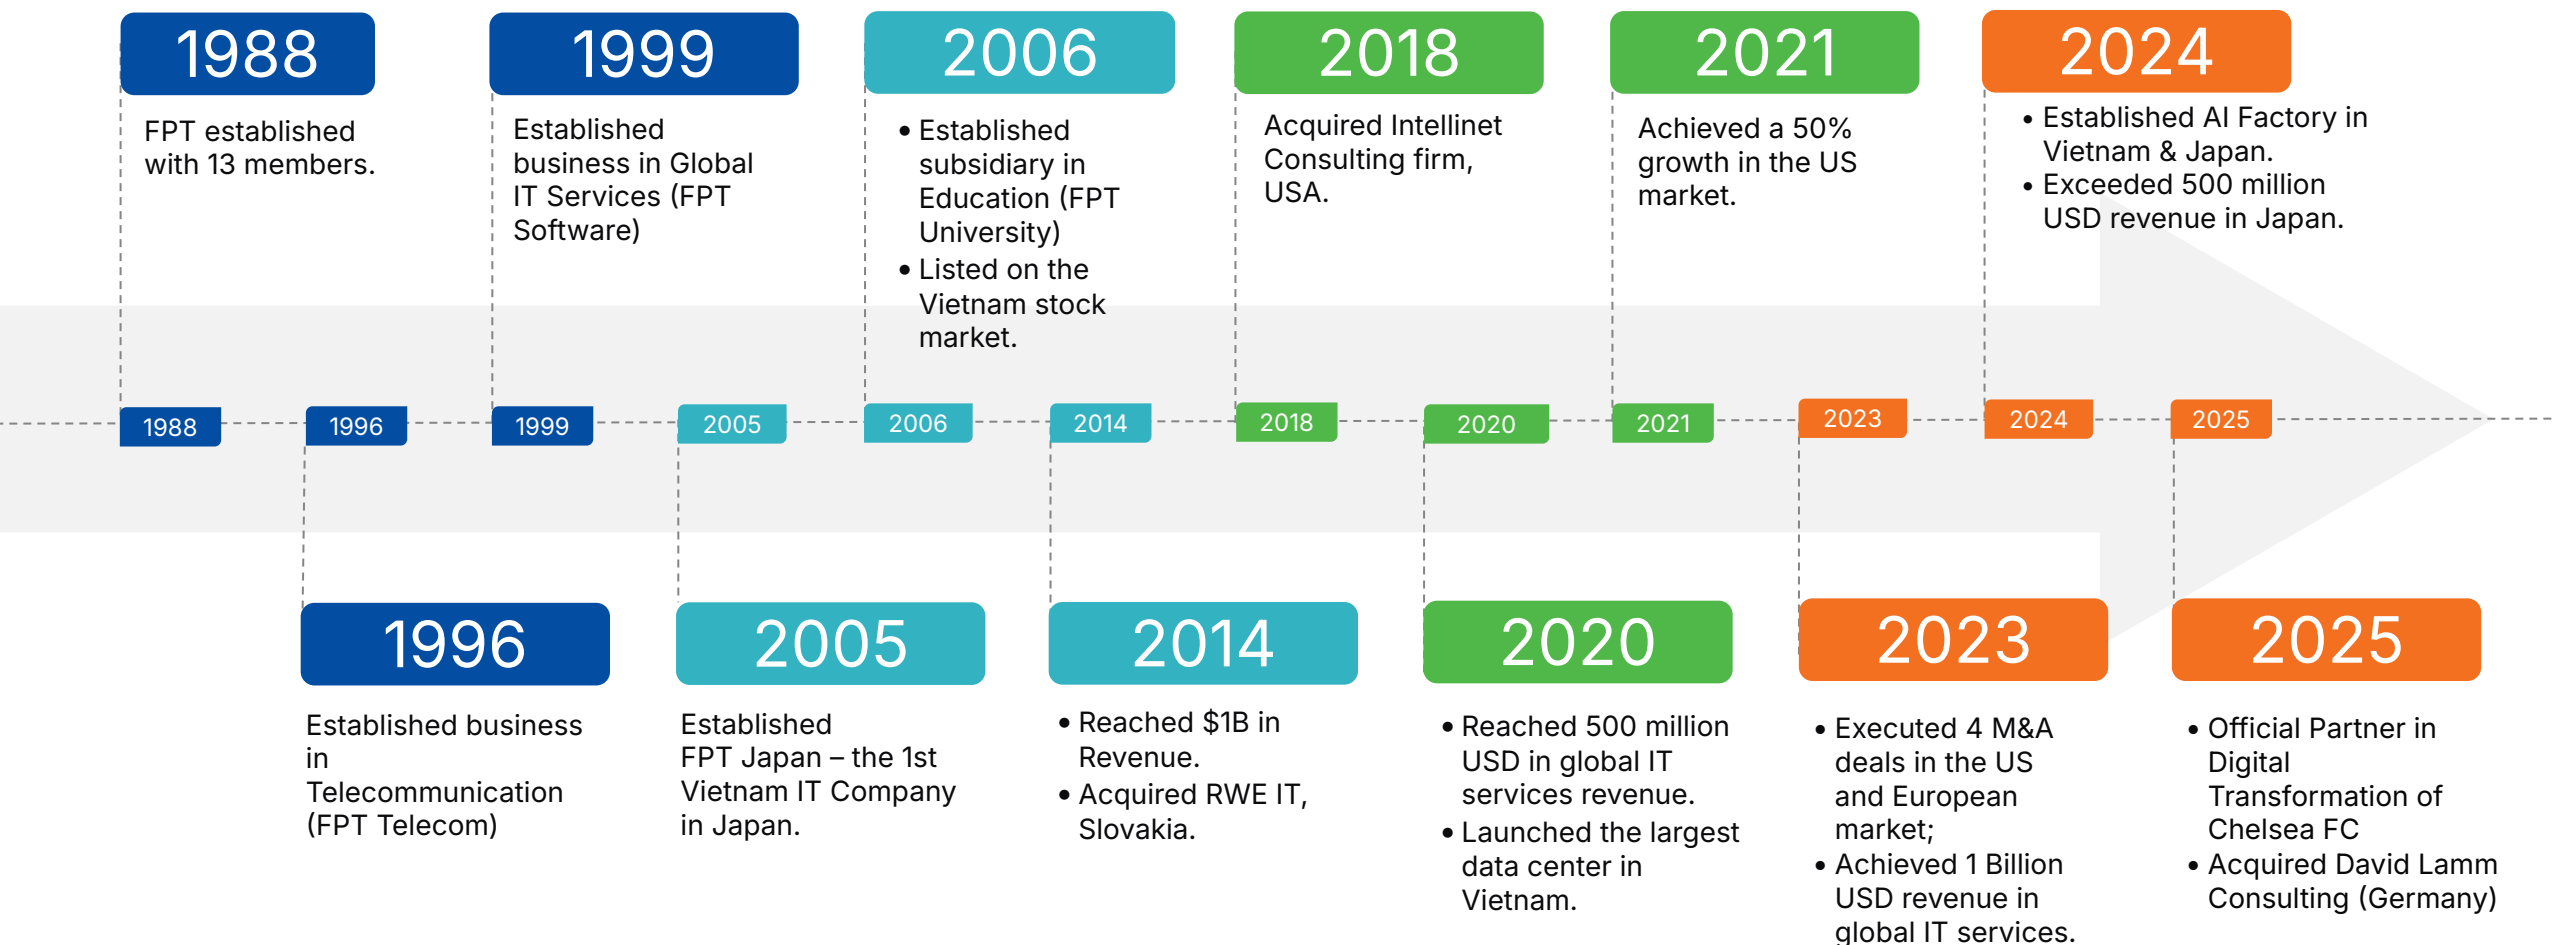 1988
FPT established
with 13 members.
1999
Established
business in Global
IT Services (FPT
Software)
2006
• Established
subsidiary in
Education (FPT
University)
• Listed on the
Vietnam stock
market.
2018
Acquired Intellinet
Consulting firm,
USA.
2021
Achieved a 50%
growth in the US
market.
2024
• Established AI Factory in
Vietnam & Japan.
• Exceeded 500 million
USD revenue in Japan.
1988
1996
1999
2005
2006
2014
2018
2020
2021
2023
2024
2025
1996
Established business
in
Telecommunication
(FPT Telecom)
2005
Established
FPT Japan – the 1st
Vietnam IT Company
in Japan.
2014
• Reached $1B in
Revenue.
• Acquired RWE IT,
Slovakia.
2020
• Reached 500 million
USD in global IT
services revenue.
• Launched the largest
data center in
Vietnam.
2023
• Executed 4 M&A
deals in the US
and European
market;
• Achieved 1 Billion
USD revenue in
global IT services.
2025
• Official Partner in
Digital
Transformation of
Chelsea FC
• Acquired David Lamm
Consulting (Germany)